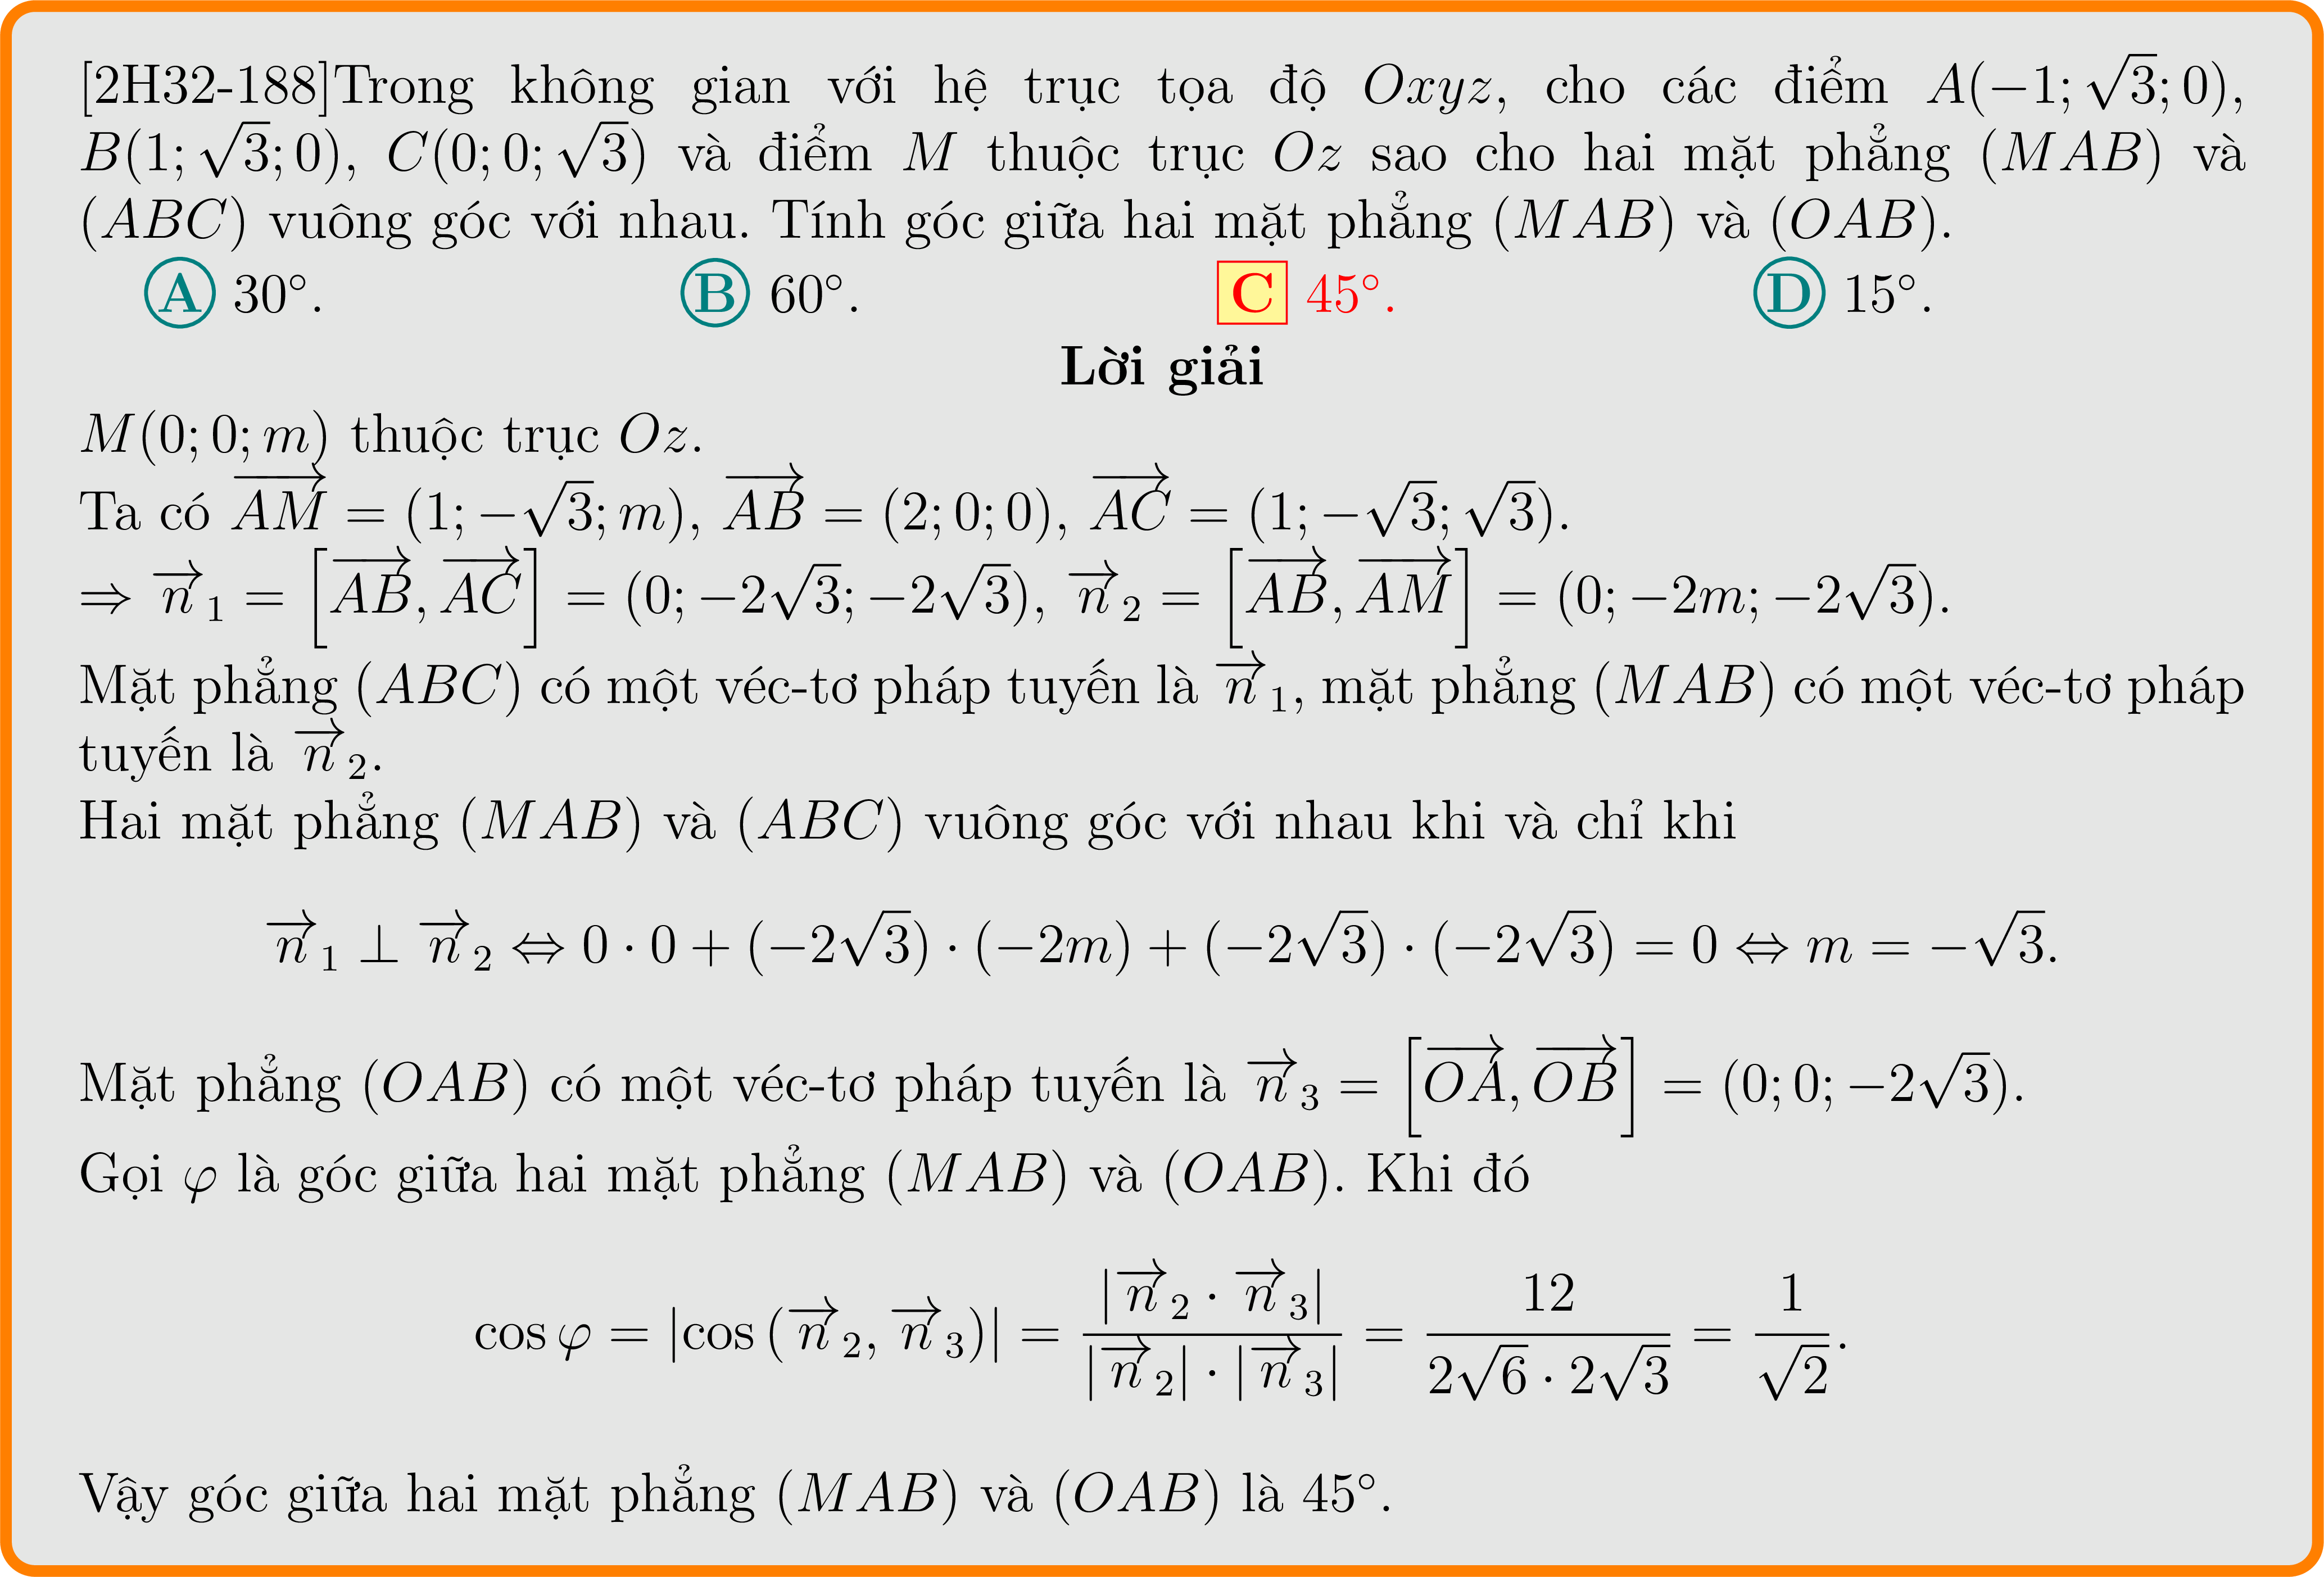 [2H32-188]Trong không gian với hệ trục tọa độ $Oxyz$, cho các điểm $A(-1;\sqrt{3};0)$,
$B(1;\sqrt{3};0)$, $C(0;0;\sqrt{3})$ và điểm $M$ thuộc trục $Oz$ sao cho hai mặt phẳng $(MAB)$ và
$(ABC)$ vuông góc với nhau. Tính góc giữa hai mặt phẳng $(MAB)$ và $(OAB)$.
A $30^\circ$. B $60^\circ$. C $45^\circ$. D $15^\circ$.
Lời giải
$M(0;0;m)$ thuộc trục $Oz$.
Ta có $\overrightarrow{AM} = (1;-\sqrt{3};m)$, $\overrightarrow{AB} = (2;0;0)$, $\overrightarrow{AC} = (1;-\sqrt{3};\sqrt{3})$.
$\Rightarrow \overrightarrow{n}_1 = \left[\overrightarrow{AB},\overrightarrow{AC}\right] = (0;-2\sqrt{3};-2\sqrt{3})$, $\overrightarrow{n}_2 = \left[\overrightarrow{AB},\overrightarrow{AM}\right] = (0;-2m;-2\sqrt{3})$.
Mặt phẳng $(ABC)$ có một véc-tơ pháp tuyến là $\overrightarrow{n}_1$, mặt phẳng $(MAB)$ có một véc-tơ pháp
tuyến là $\overrightarrow{n}_2$.
Hai mặt phẳng $(MAB)$ và $(ABC)$ vuông góc với nhau khi và chỉ khi
$\overrightarrow{n}_1 \perp \overrightarrow{n}_2 \Leftrightarrow 0 \cdot 0 + (-2\sqrt{3}) \cdot (-2m) + (-2\sqrt{3}) \cdot (-2\sqrt{3}) = 0 \Leftrightarrow m = -\sqrt{3}.$
Mặt phẳng $(OAB)$ có một véc-tơ pháp tuyến là $\overrightarrow{n}_3 = \left[\overrightarrow{OA},\overrightarrow{OB}\right] = (0;0;-2\sqrt{3})$.
Gọi $\varphi$ là góc giữa hai mặt phẳng $(MAB)$ và $(OAB)$. Khi đó
$\cos\varphi = |\cos(\overrightarrow{n}_2,\overrightarrow{n}_3)| = \frac{|\overrightarrow{n}_2 \cdot \overrightarrow{n}_3|}{|\overrightarrow{n}_2| \cdot |\overrightarrow{n}_3|} = \frac{12}{2\sqrt{6} \cdot 2\sqrt{3}} = \frac{1}{\sqrt{2}}.$
Vậy góc giữa hai mặt phẳng $(MAB)$ và $(OAB)$ là $45^\circ$.